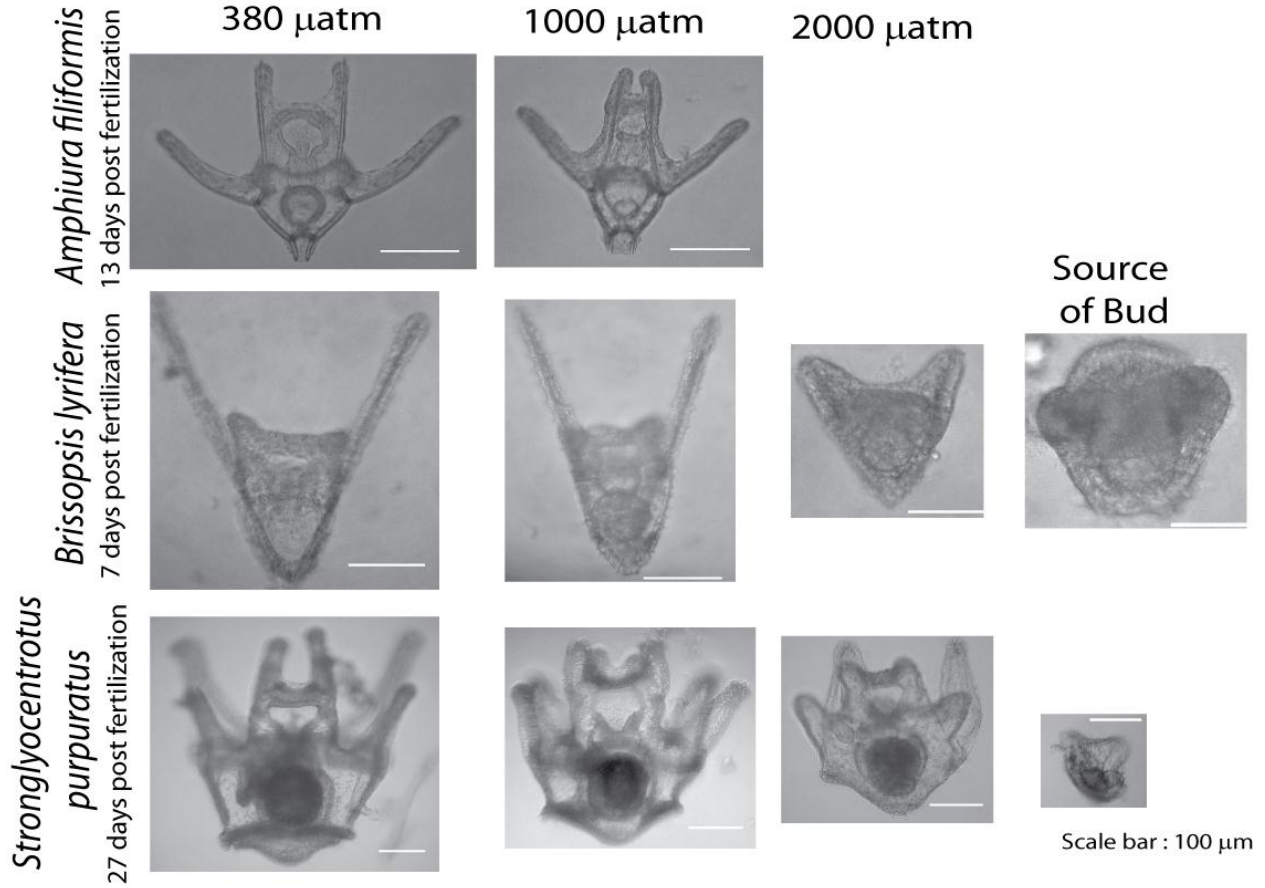 380 μatm
1000 μatm
2000 μatm
Amphiura filiformis
13 days post fertilization
Source
of Bud
Brissopsis lyrifera
7 days post fertilization
Stronglyocentrotus
purpuratus
27 days post fertilization
Scale bar : 100 μm